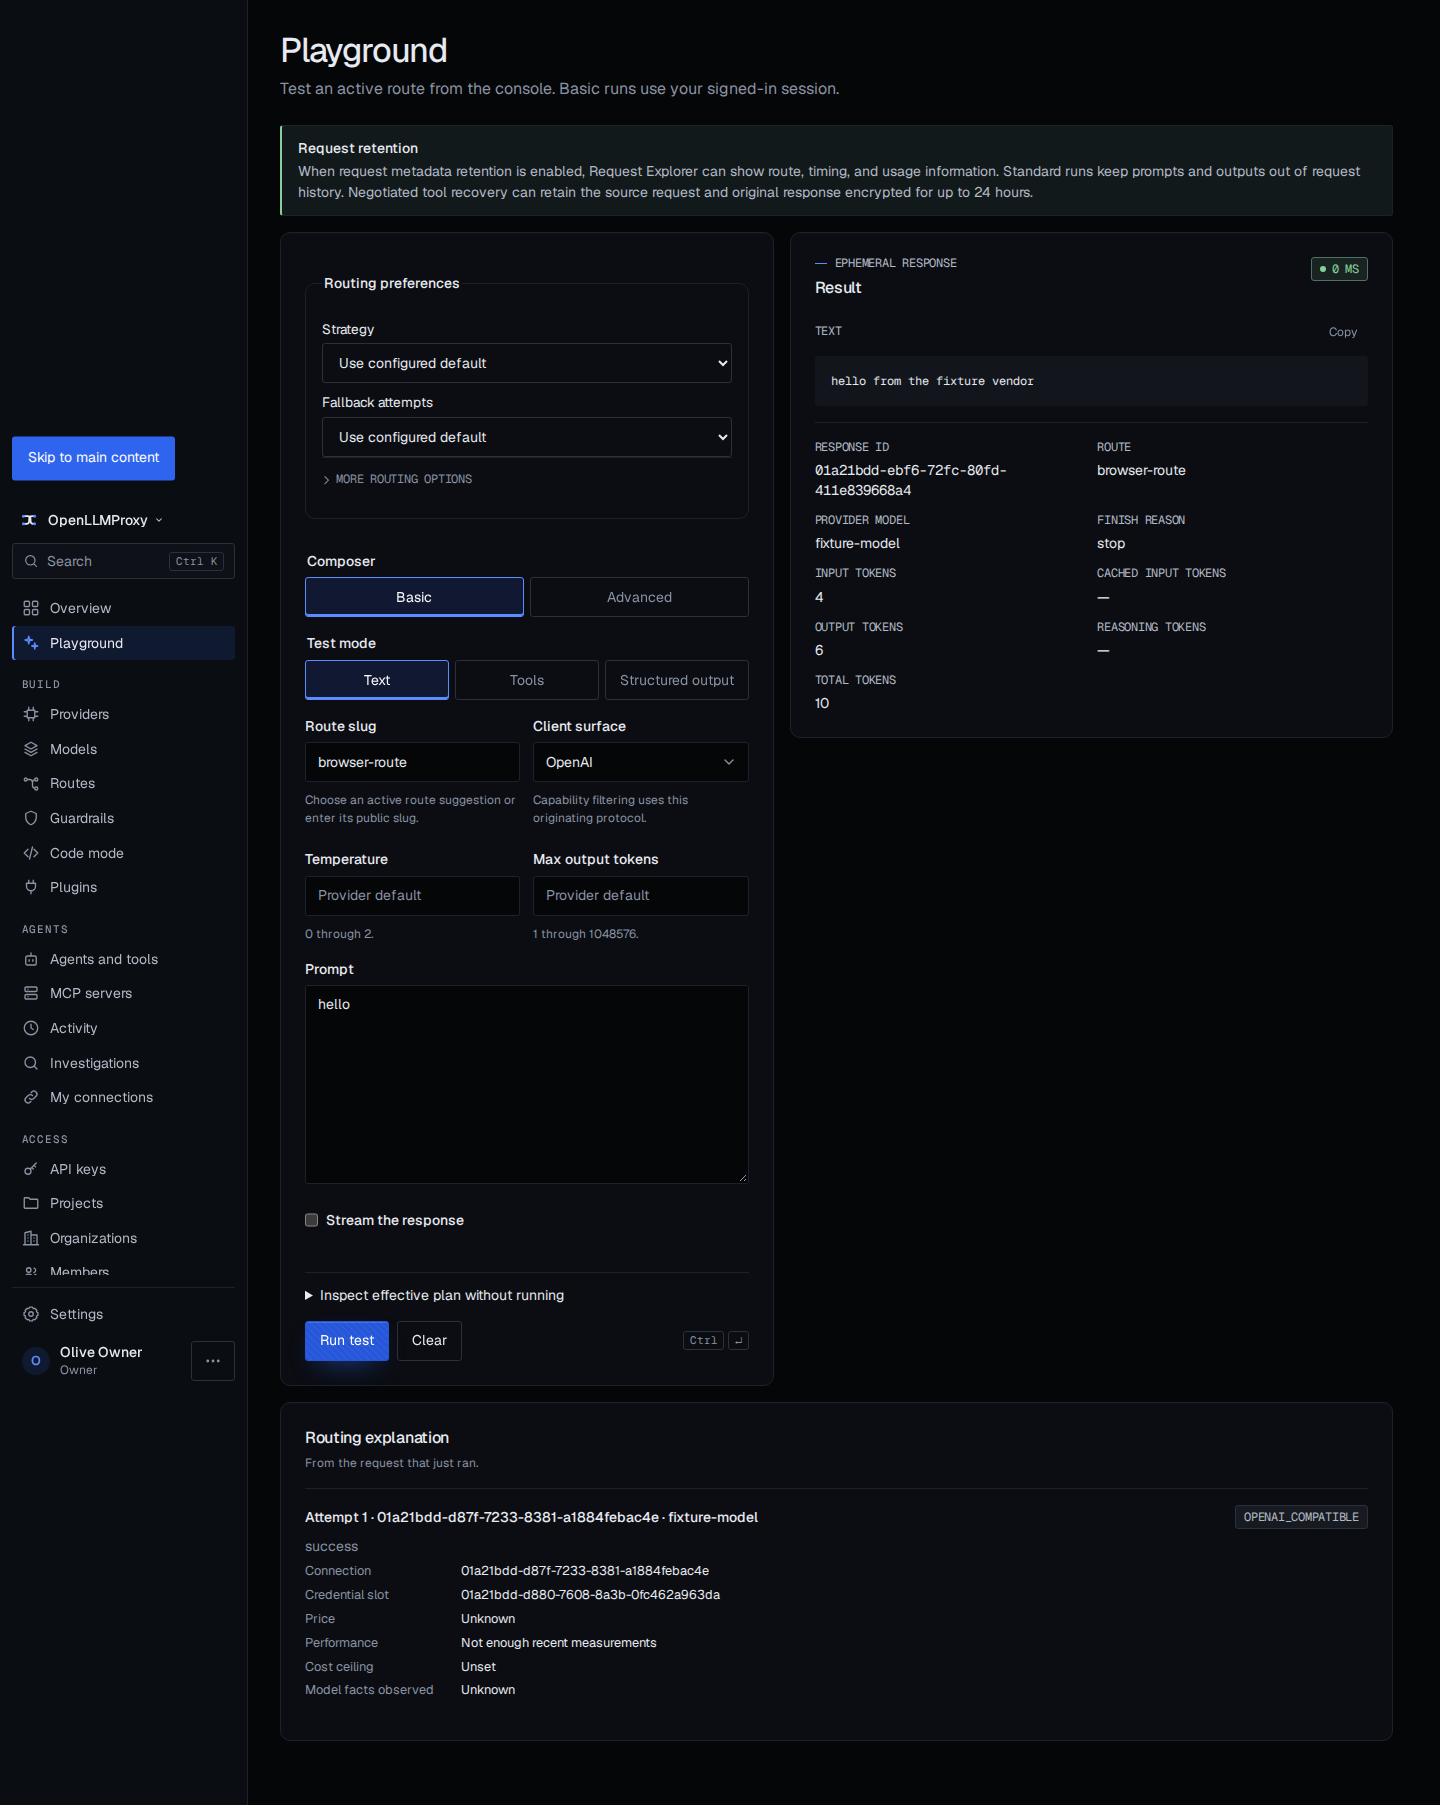 Skip to main content
OpenLLMProxy
Search
Ctrl K
Overview
Playground
BUILD
Providers
Models
Routes
Guardrails
Code mode
Plugins
AGENTS
Agents and tools
MCP servers
Activity
Investigations
My connections
ACCESS
API keys
Projects
Organizations
Members
Settings
O
Olive Owner
Owner
Playground
Test an active route from the console. Basic runs use your signed-in session.
Request retention
When request metadata retention is enabled, Request Explorer can show route, timing, and usage information. Standard runs keep prompts and outputs out of request
history. Negotiated tool recovery can retain the source request and original response encrypted for up to 24 hours.
Routing preferences
Strategy
Use configured default
Fallback attempts
Use configured default
MORE ROUTING OPTIONS
Composer
Basic
Advanced
Test mode
Text
Tools
Structured output
Route slug
Client surface
browser-route
OpenAI
Choose an active route suggestion or
enter its public slug.
Capability filtering uses this
originating protocol.
Temperature
Max output tokens
Provider default
Provider default
0 through 2.
1 through 1048576.
Prompt
hello
Stream the response
Inspect effective plan without running
Run test
Clear
Ctrl ↵
— EPHEMERAL RESPONSE
Result
0 MS
TEXT
Copy
hello from the fixture vendor
RESPONSE ID
01a21bdd-ebf6-72fc-80fd-
411e839668a4
ROUTE
browser-route
PROVIDER MODEL
fixture-model
FINISH REASON
stop
INPUT TOKENS
4
CACHED INPUT TOKENS
—
OUTPUT TOKENS
6
REASONING TOKENS
—
TOTAL TOKENS
10
Routing explanation
From the request that just ran.
Attempt 1 · 01a21bdd-d87f-7233-8381-a1884febac4e · fixture-model
OPENAI_COMPATIBLE
success
Connection 01a21bdd-d87f-7233-8381-a1884febac4e
Credential slot 01a21bdd-d880-7608-8a3b-0fc462a963da
Price Unknown
Performance Not enough recent measurements
Cost ceiling Unset
Model facts observed Unknown